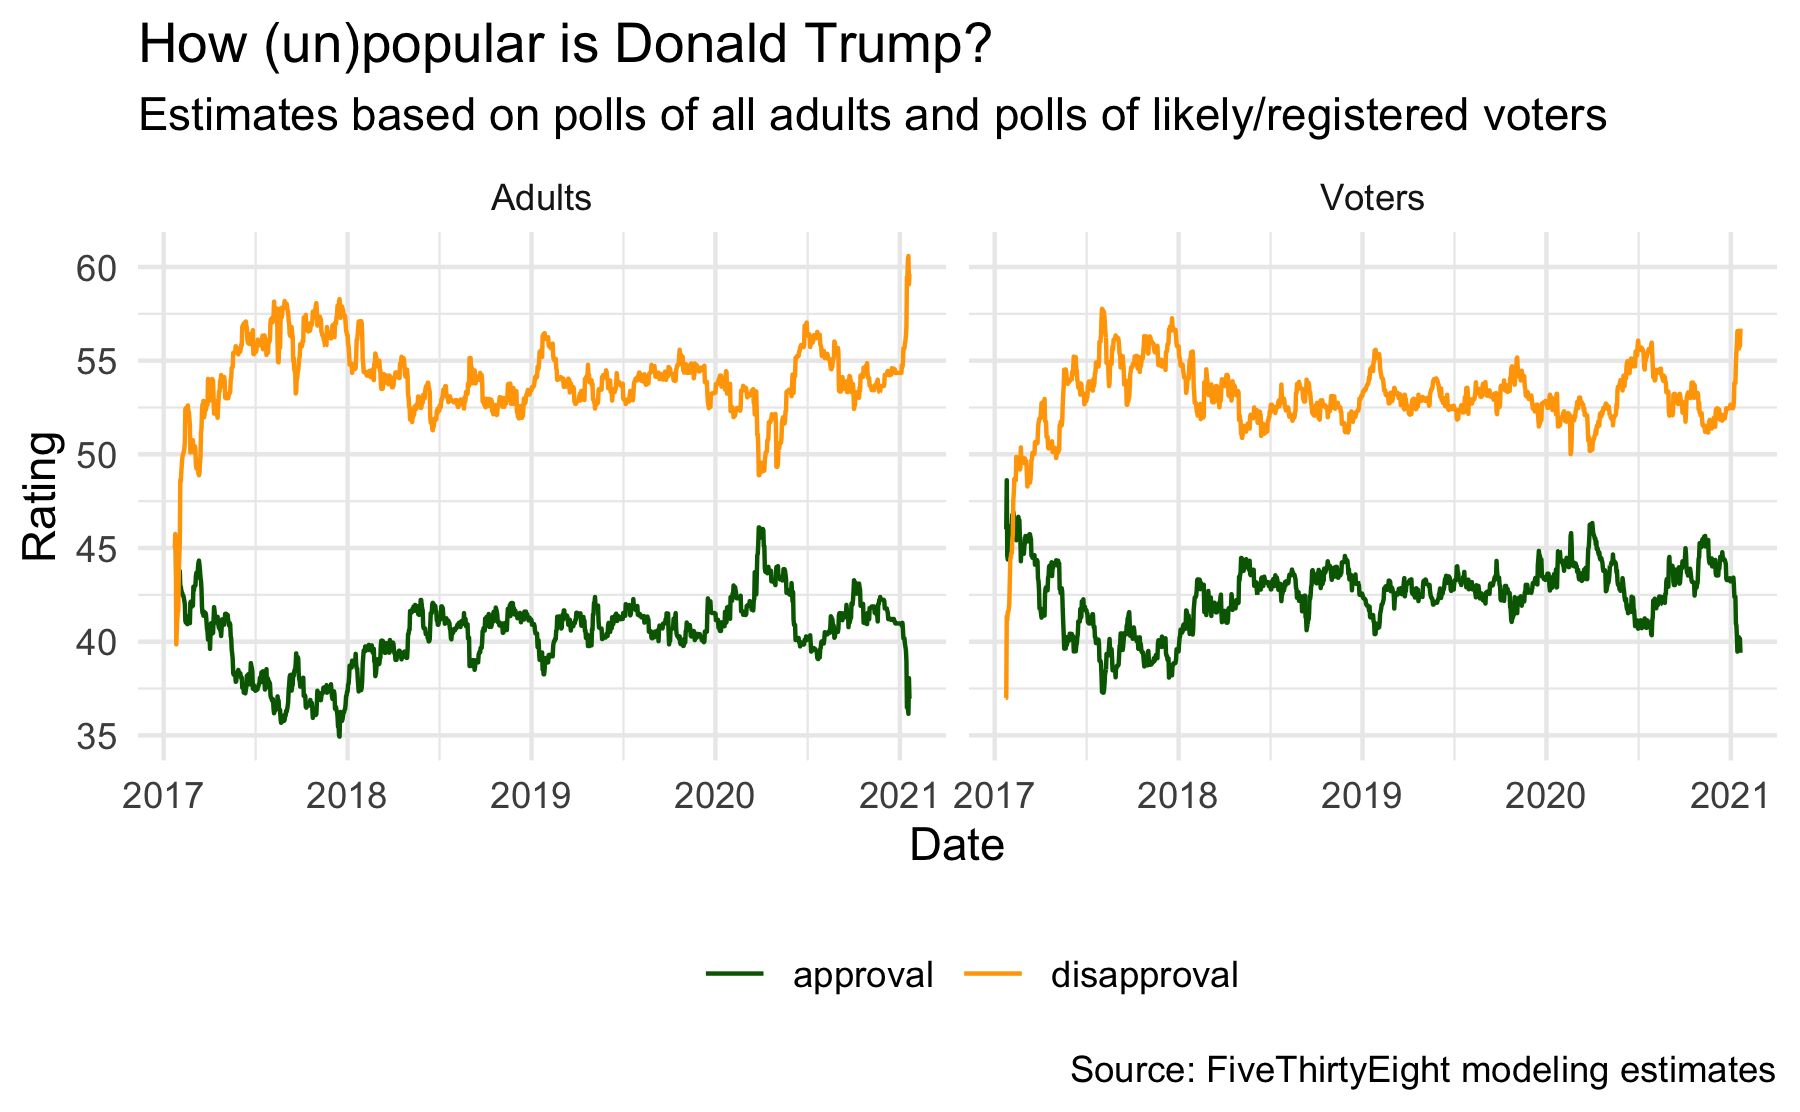 How (un)popular is Donald Trump?
Estimates based on polls of all adults and polls of likely/registered voters
Adults
Voters
60
55
50
45
40
35
Rating
2017
2018
2019
2020
2021
2017
2018
2019
2020
2021
Date
approval
disapproval
Source: FiveThirtyEight modeling estimates